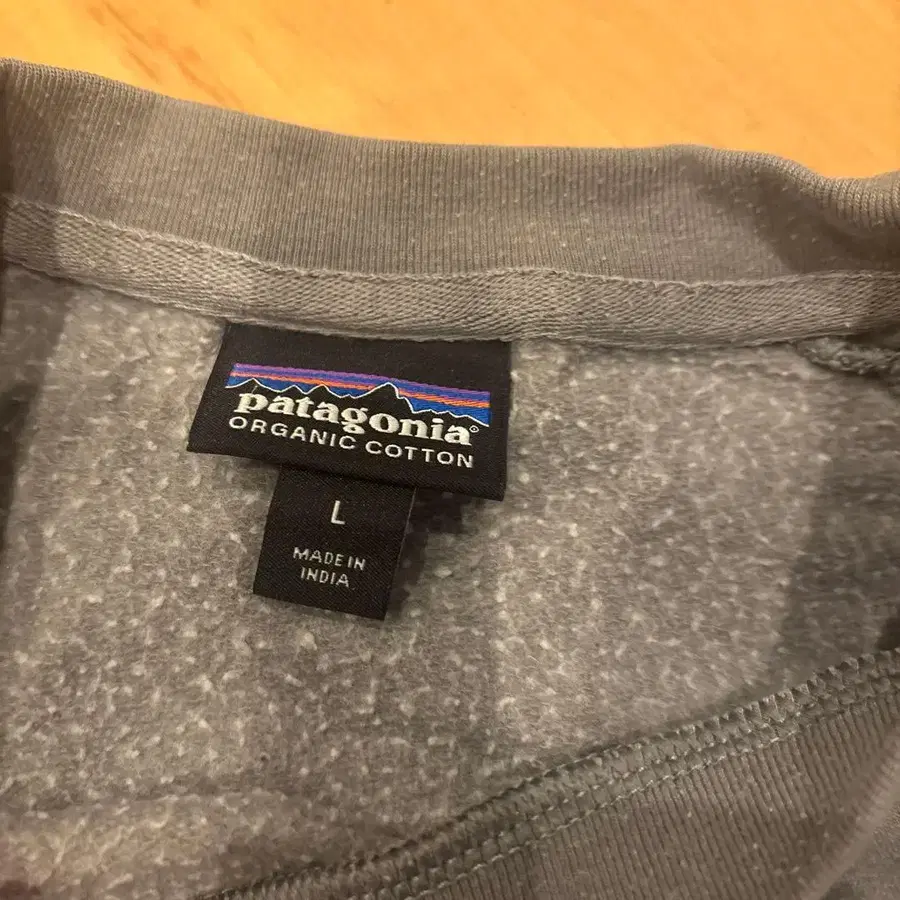 patagonia®
ORGANIC COTTON
L
MADE IN
INDIA